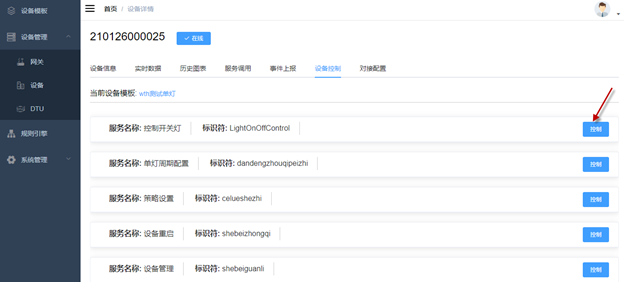 设备模板
设备管理
网关
设备
DTU
规则引擎
系统管理
首页 / 设备详情
210126000025 在线
设备信息 实时数据 历史图表 服务调用 事件上报 设备控制 对接配置
当前设备模板: wth测试单灯
服务名称: 控制开关灯 标识符: LightOnOffControl 控制
服务名称: 单灯周期配置 标识符: dandengzhouqipeizhi 控制
服务名称: 策略设置 标识符: celueshezhi 控制
服务名称: 设备重启 标识符: shebeizhongqi 控制
服务名称: 设备管理 标识符: shebeiguanli 控制